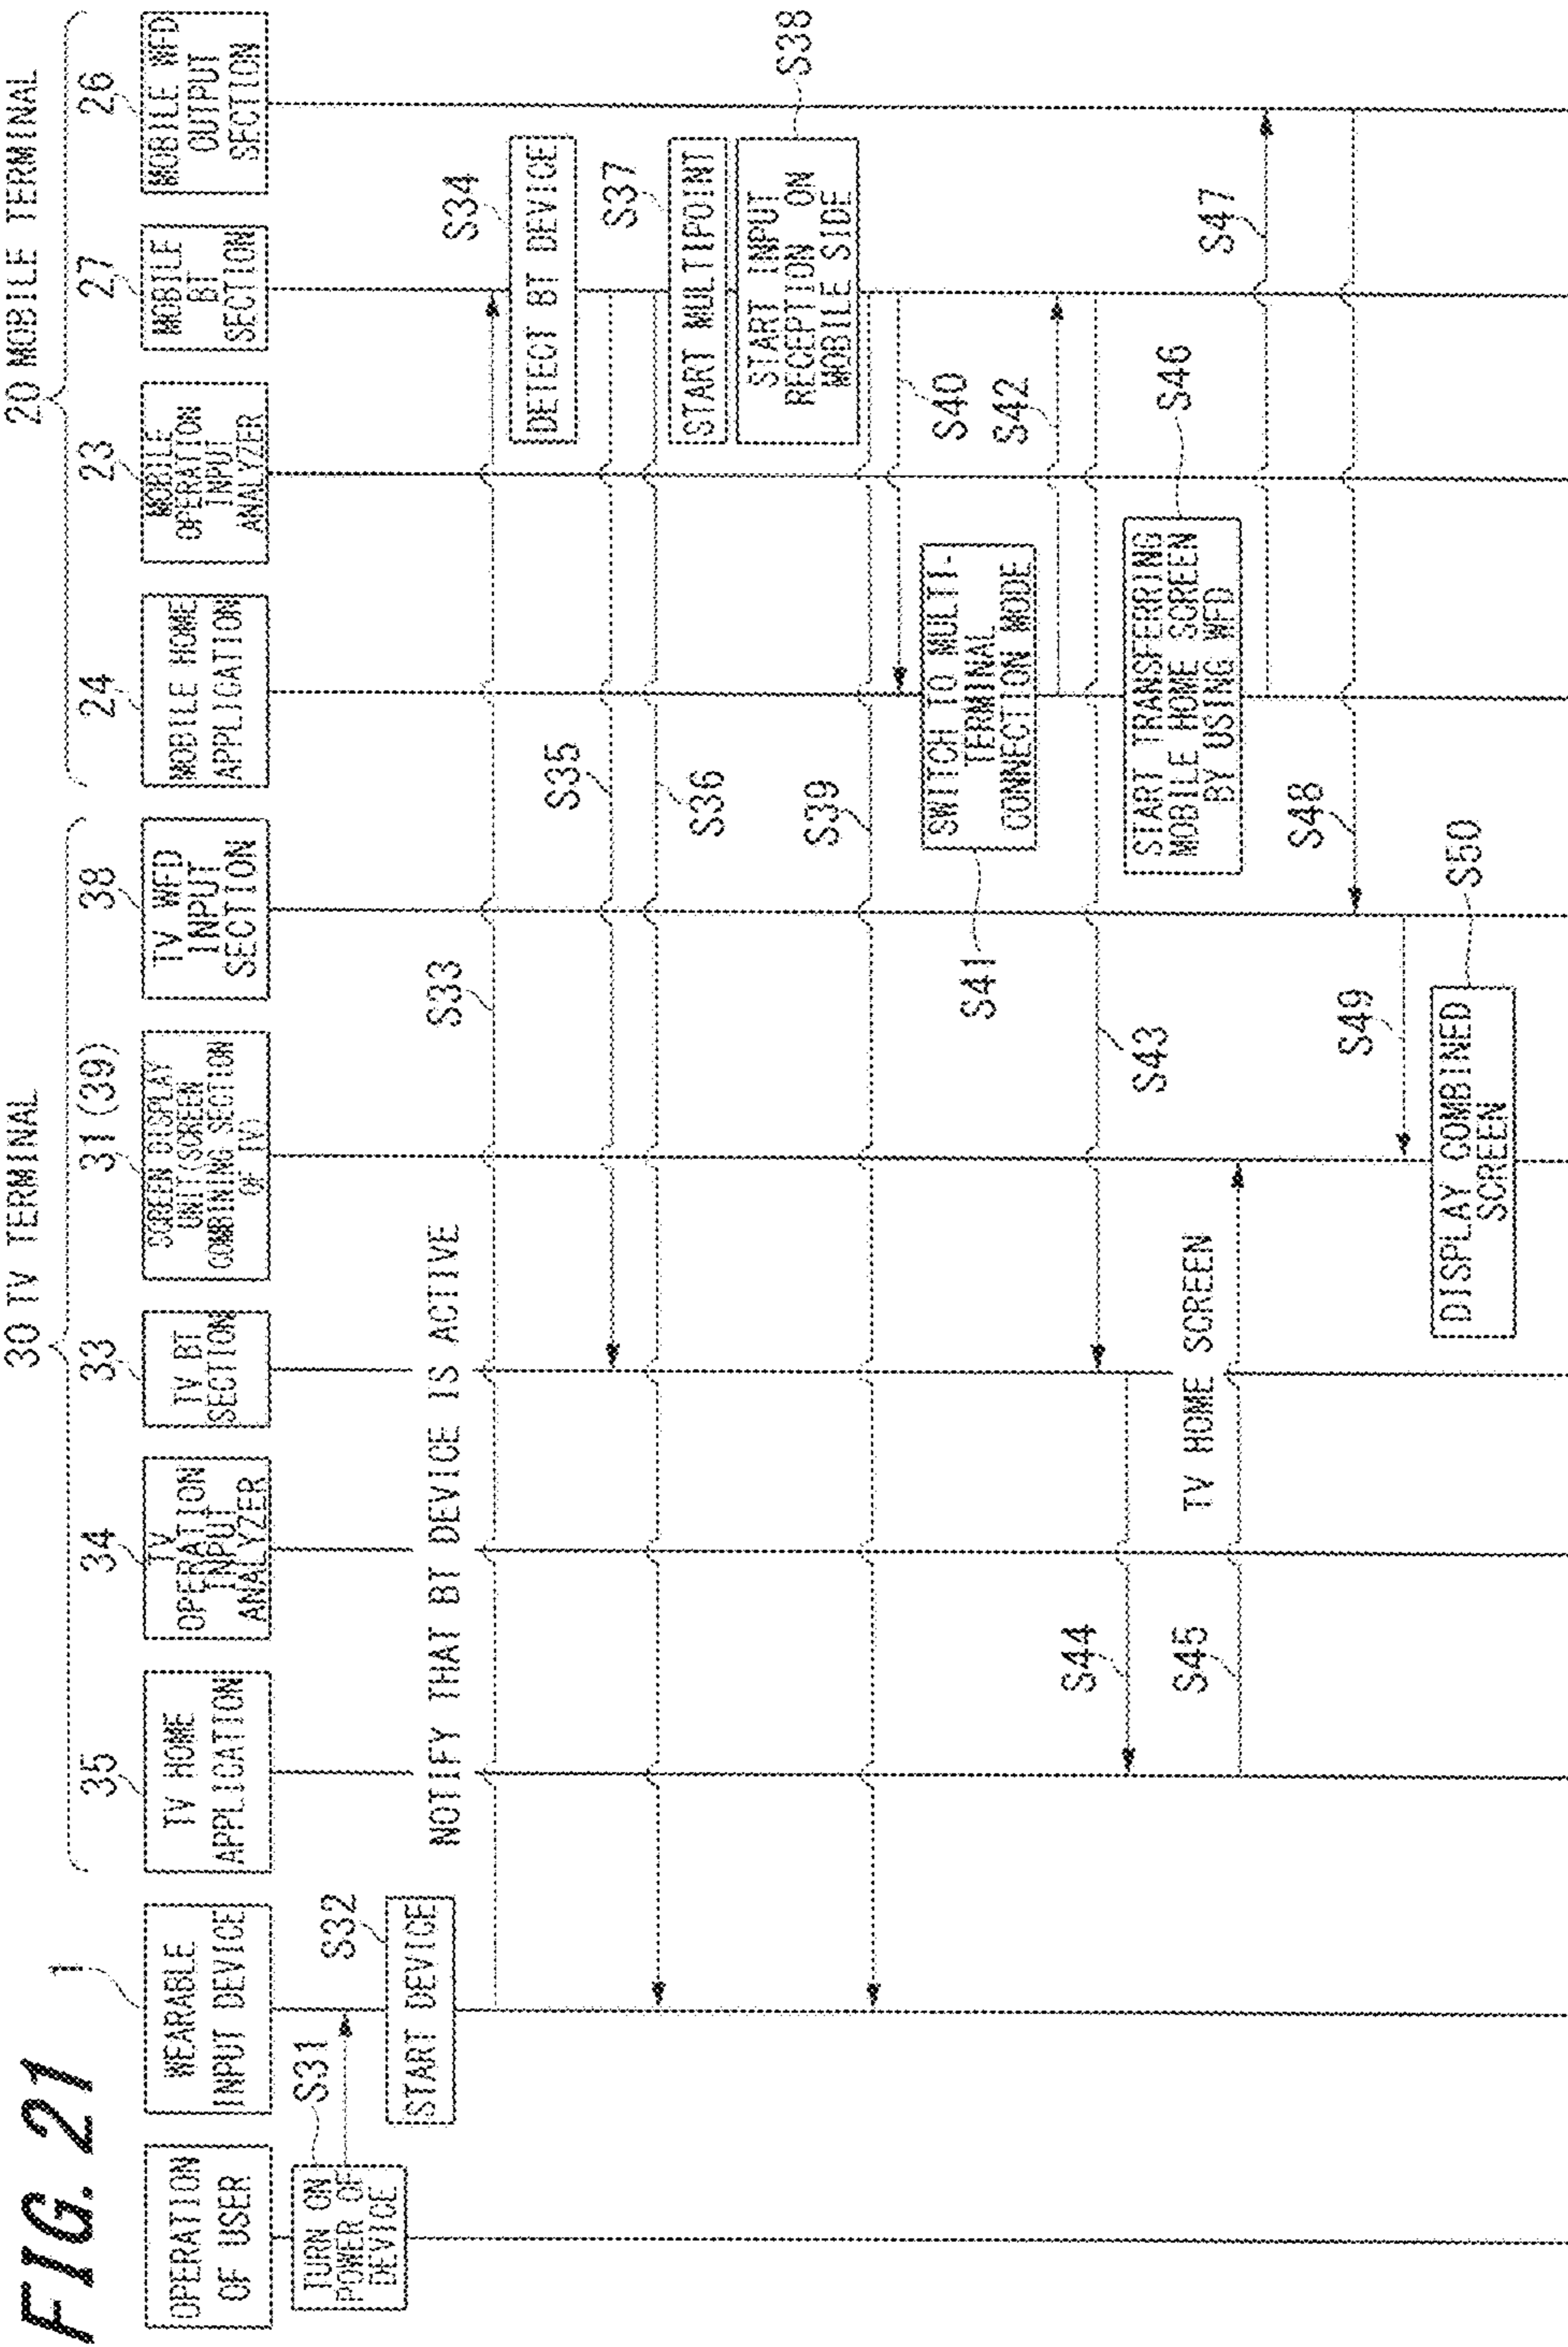 FIG. 21
30 TV TERMINAL
20 MOBILE TERMINAL
1
35
34
33
31(39)
38
24
23
27
26
OPERATION
OF USER
WEARABLE
INPUT DEVICE
TV HOME
APPLICATION
TV
OPERATION
INPUT
ANALYZER
TV BT
SECTION
SCREEN DISPLAY
UNIT(SCREEN
COMBINING SECTION
OF TV)
TV WFD
INPUT
SECTION
MOBILE HOME
APPLICATION
MOBILE
OPERATION
INPUT
ANALYZER
MOBILE
BT
SECTION
MOBILE WFD
OUTPUT
SECTION
S31
TURN ON
POWER OF
DEVICE
S32
START DEVICE
NOTIFY THAT BT DEVICE IS ACTIVE
S33
S34
DETECT BT DEVICE
S35
S36
S37
START MULTIPOINT
S38
START INPUT
RECEPTION ON
MOBILE SIDE
S39
S40
S41
SWITCH TO MULTI-
TERMINAL
CONNECTION MODE
S42
S43
S44
S45
TV HOME SCREEN
S46
START TRANSFERRING
MOBILE HOME SCREEN
BY USING WFD
S47
S48
S49
S50
DISPLAY COMBINED
SCREEN